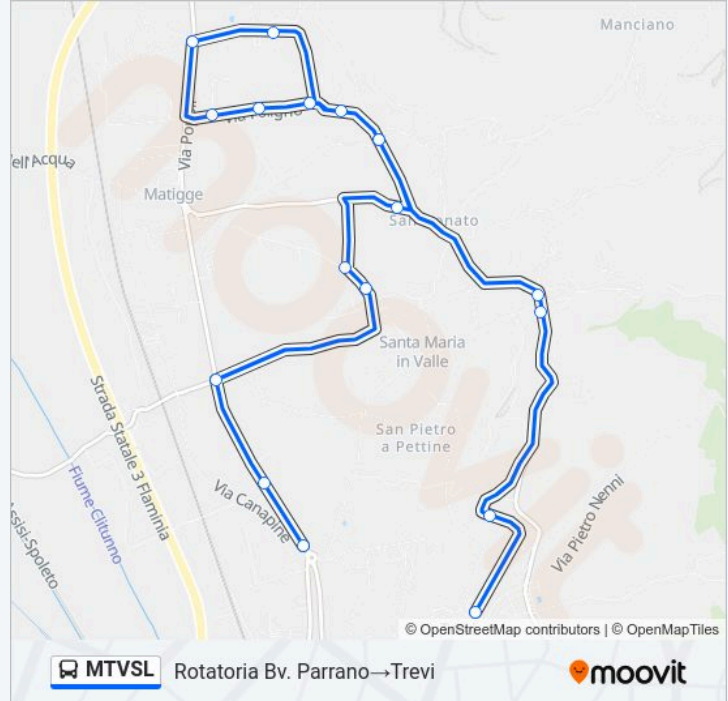 Manciano
Via Foligno
Via Po
ell'Acqua
Matigge
San Donato
Santa Maria
in Valle
San Pietro
a Pettine
Strada Statale 3 Flaminia
Fiume Clitunno
Assisi-Spoleto
Via Canapine
Via Pietro Nenni
moovit
© OpenStreetMap contributors | © OpenMapTiles
MTVSL Rotatoria Bv. Parrano→Trevi
moovit